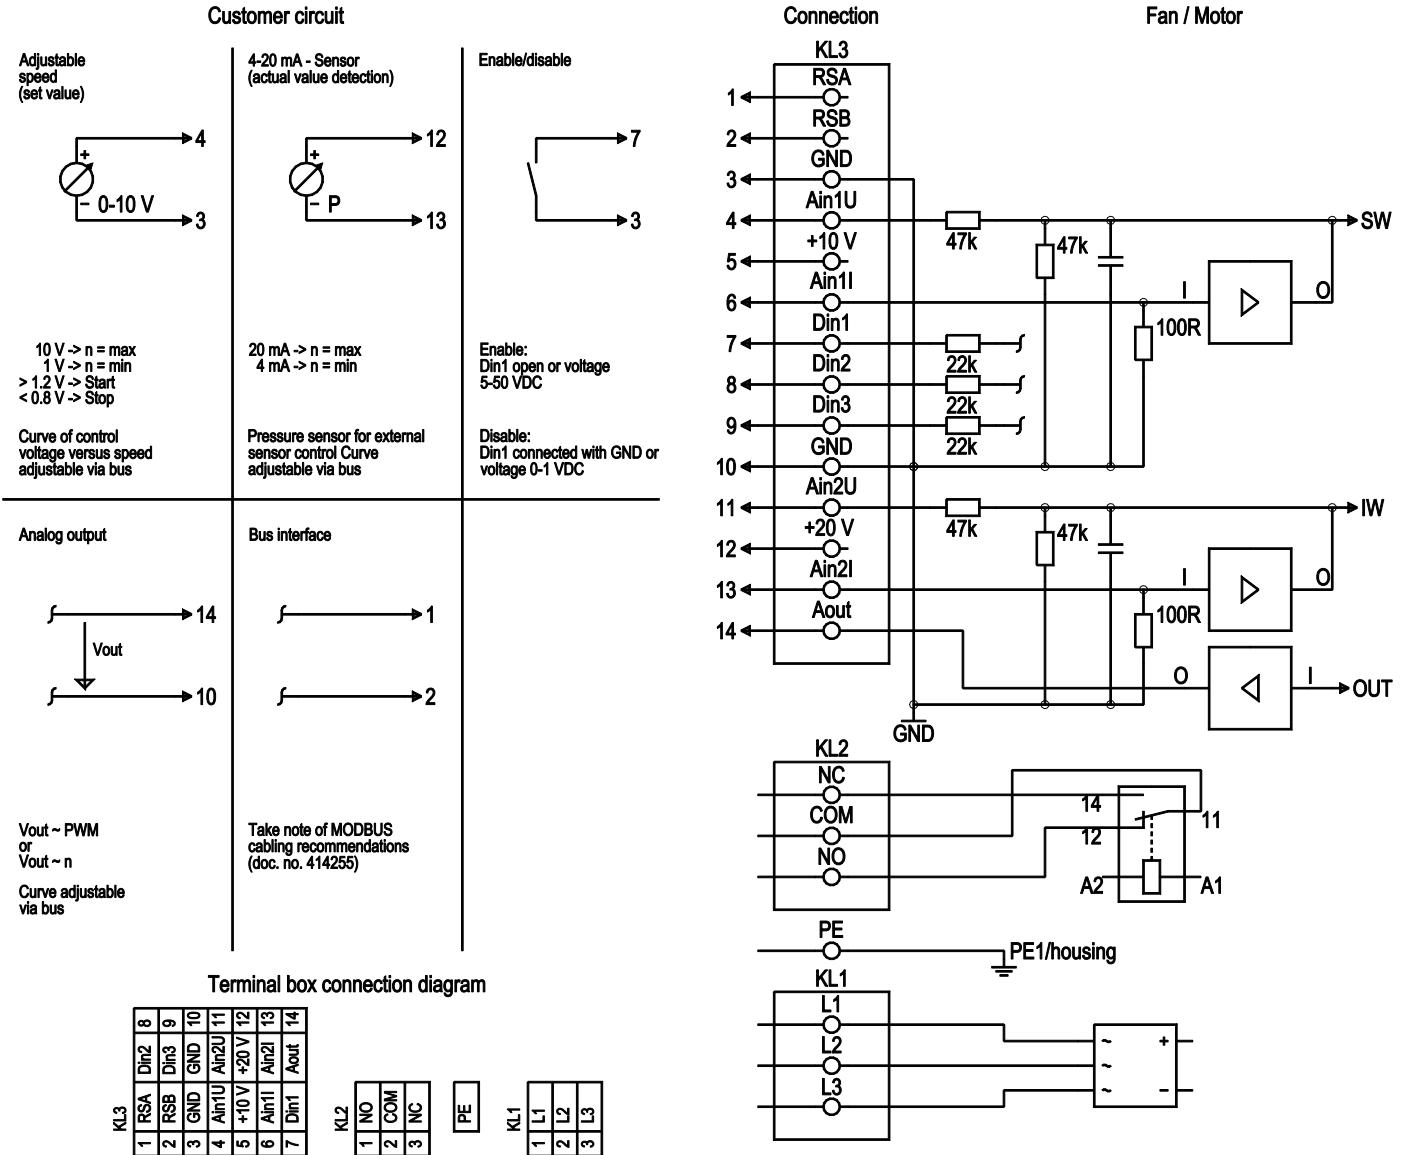 Customer circuit
Adjustable
speed
(set value)
4
+
− 0-10 V
3
10 V -> n = max
1 V -> n = min
> 1.2 V -> Start
< 0.8 V -> Stop
Curve of control
voltage versus speed
adjustable via bus
4-20 mA - Sensor
(actual value detection)
12
+
− P
13
20 mA -> n = max
4 mA -> n = min
Pressure sensor for external
sensor control Curve
adjustable via bus
Enable/disable
7
3
Enable:
Din1 open or voltage
5-50 VDC
Disable:
Din1 connected with GND or
voltage 0-1 VDC
Analog output
14
Vout
10
Vout ~ PWM
or
Vout ~ n
Curve adjustable
via bus
Bus interface
1
2
Take note of MODBUS
cabling recommendations
(doc. no. 414255)
Connection
Fan / Motor
KL3
RSA
1
RSB
2
GND
3
Ain1U
4
47k
47k
SW
+10 V
5
Ain1I
6
I
O
100R
Din1
7
22k
Din2
8
22k
Din3
9
22k
GND
10
Ain2U
11
47k
47k
IW
+20 V
12
Ain2I
13
I
O
100R
Aout
14
O
I
OUT
GND
KL2
NC
14
COM
11
12
NO
A2
A1
PE
PE1/housing
KL1
L1
~
+
L2
~
L3
~
−
Terminal box connection diagram
KL3
8 9 10 11 12 13 14
Din2 Din3 GND Ain2U +20 V Ain2I Aout
RSA RSB GND Ain1U +10 V Ain1I Din1
1 2 3 4 5 6 7
KL2
NO COM NC
1 2 3
PE
KL1
L1 L2 L3
1 2 3